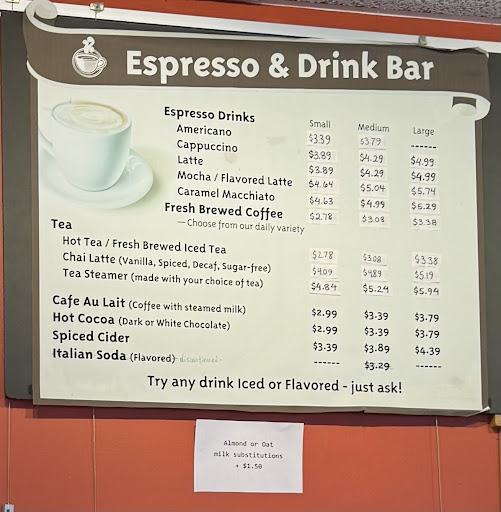 Espresso & Drink Bar
Espresso Drinks Small Medium Large
Americano $3.39 $3.79 ------
Cappuccino $3.89 $4.29 $4.99
Latte $3.89 $4.29 $4.99
Mocha / Flavored Latte $4.64 $5.04 $5.74
Caramel Macchiato $4.63 $4.99 $5.29
Fresh Brewed Coffee $2.78 $3.08 $3.38
— Choose from our daily variety
Tea
Hot Tea / Fresh Brewed Iced Tea $2.78 $3.08 $3.38
Chai Latte (Vanilla, Spiced, Decaf, Sugar-free) $4.09 $4.89 $5.19
Tea Steamer (made with your choice of tea) $4.84 $5.24 $5.94
Cafe Au Lait (Coffee with steamed milk) $2.99 $3.39 $3.79
Hot Cocoa (Dark or White Chocolate) $2.99 $3.39 $3.79
Spiced Cider $3.39 $3.89 $4.39
Italian Soda (Flavored) - discontinued - ------ $3.29 ------
Try any drink Iced or Flavored - just ask!
Almond or Oat
milk substitutions
+ $1.50